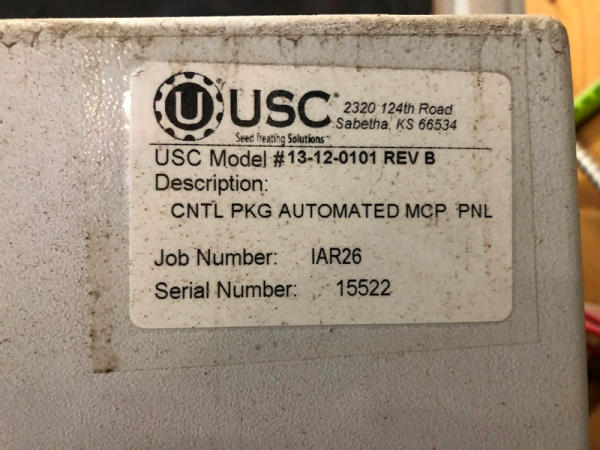 U USC 2320 124th Road
Sabetha, KS 66534
Seed Treating Solutions
USC Model # 13-12-0101 REV B
Description:
CNTL PKG AUTOMATED MCP PNL
Job Number: IAR26
Serial Number: 15522